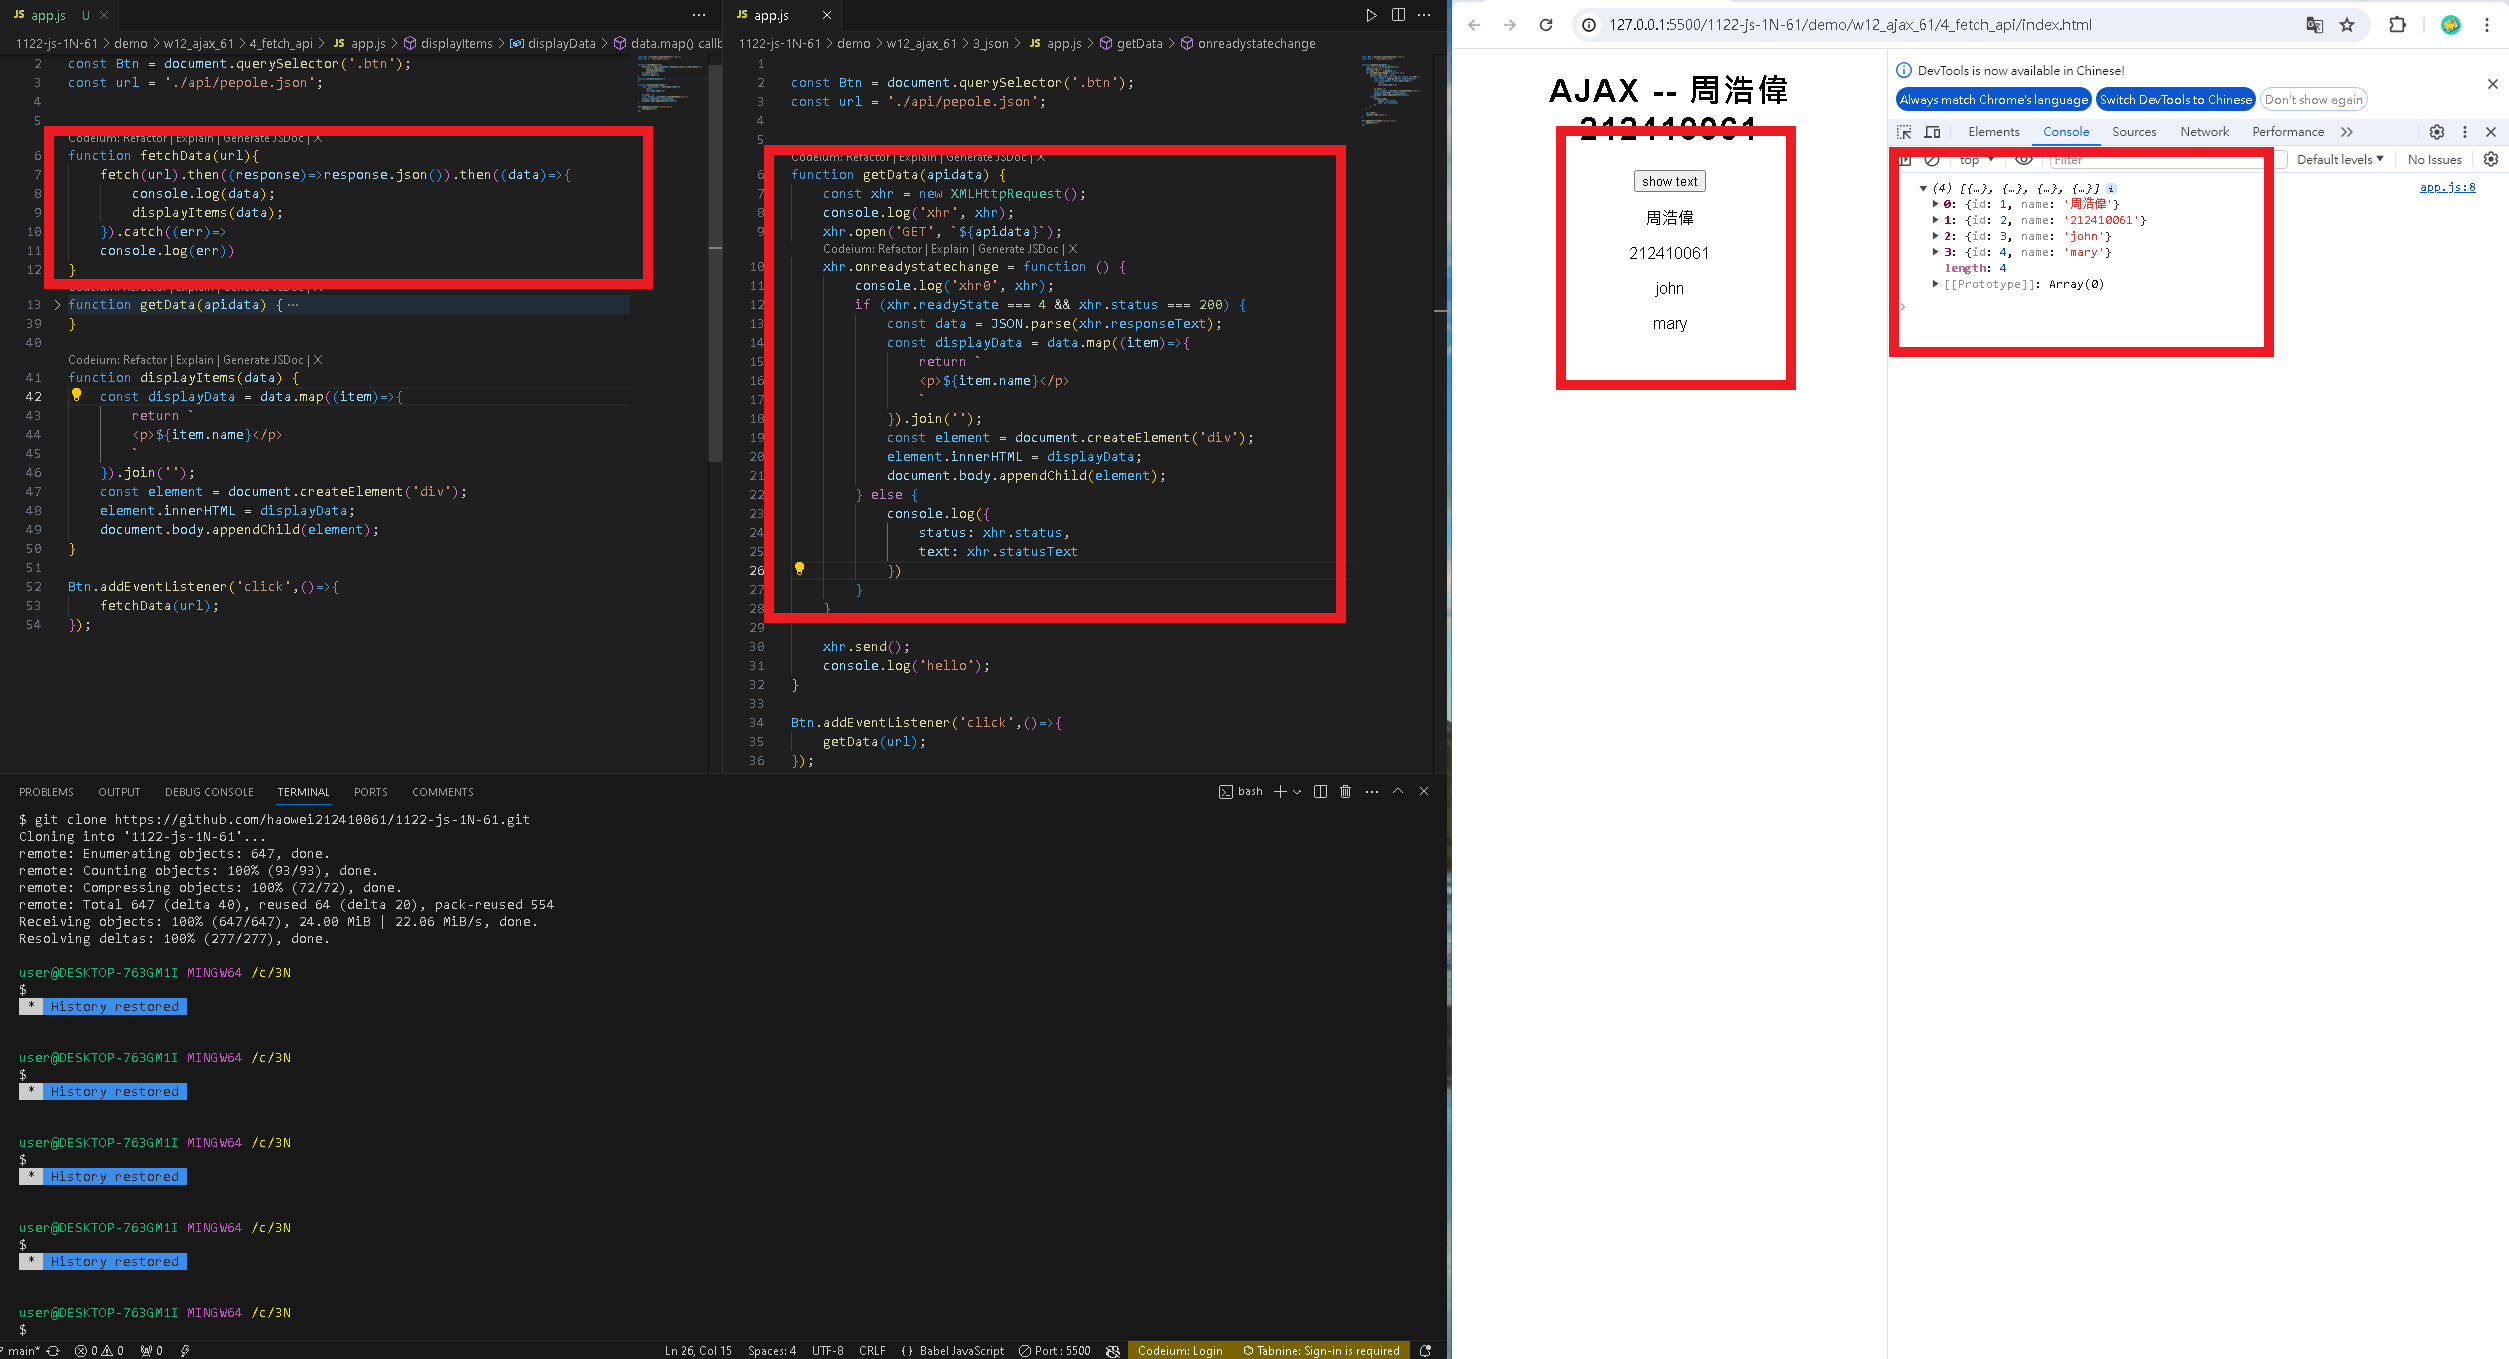 JS app.js U
1122-js-1N-61 > demo > w12_ajax_61 > 4_fetch_api > JS app.js > displayItems > displayData > data.map() callb
2 const Btn = document.querySelector('.btn');
3 const url = './api/pepole.json';
4
5
Codeium: Refactor | Explain | Generate JSDoc | X
6 function fetchData(url){
7 fetch(url).then((response)=>response.json()).then((data)=>{
8 console.log(data);
9 displayItems(data);
10 }).catch((err)=>
11 console.log(err))
12 }
Codeium: Refactor | Explain | Generate JSDoc | X
13 > function getData(apidata) { ···
39 }
40
Codeium: Refactor | Explain | Generate JSDoc | X
41 function displayItems(data) {
42 const displayData = data.map((item)=>{
43 return `
44 <p>${item.name}</p>
45 `
46 }).join('');
47 const element = document.createElement('div');
48 element.innerHTML = displayData;
49 document.body.appendChild(element);
50 }
51
52 Btn.addEventListener('click',()=>{
53 fetchData(url);
54 });
JS app.js
1122-js-1N-61 > demo > w12_ajax_61 > 3_json > JS app.js > getData > onreadystatechange
1
2 const Btn = document.querySelector('.btn');
3 const url = './api/pepole.json';
4
5
Codeium: Refactor | Explain | Generate JSDoc | X
6 function getData(apidata) {
7 const xhr = new XMLHttpRequest();
8 console.log('xhr', xhr);
9 xhr.open('GET', `${apidata}`);
Codeium: Refactor | Explain | Generate JSDoc | X
10 xhr.onreadystatechange = function () {
11 console.log('xhr0', xhr);
12 if (xhr.readyState === 4 && xhr.status === 200) {
13 const data = JSON.parse(xhr.responseText);
14 const displayData = data.map((item)=>{
15 return `
16 <p>${item.name}</p>
17 `
18 }).join('');
19 const element = document.createElement('div');
20 element.innerHTML = displayData;
21 document.body.appendChild(element);
22 } else {
23 console.log({
24 status: xhr.status,
25 text: xhr.statusText
26 })
27 }
28 }
29
30 xhr.send();
31 console.log('hello');
32 }
33
34 Btn.addEventListener('click',()=>{
35 getData(url);
36 });
PROBLEMS OUTPUT DEBUG CONSOLE TERMINAL PORTS COMMENTS
bash
$ git clone https://github.com/haowei212410061/1122-js-1N-61.git
Cloning into '1122-js-1N-61'...
remote: Enumerating objects: 647, done.
remote: Counting objects: 100% (93/93), done.
remote: Compressing objects: 100% (72/72), done.
remote: Total 647 (delta 40), reused 64 (delta 20), pack-reused 554
Receiving objects: 100% (647/647), 24.00 MiB | 22.06 MiB/s, done.
Resolving deltas: 100% (277/277), done.
user@DESKTOP-763GM1I MINGW64 /c/3N
$
* History restored
user@DESKTOP-763GM1I MINGW64 /c/3N
$
* History restored
user@DESKTOP-763GM1I MINGW64 /c/3N
$
* History restored
user@DESKTOP-763GM1I MINGW64 /c/3N
$
* History restored
user@DESKTOP-763GM1I MINGW64 /c/3N
$
main* 0 0 0 Ln 26, Col 15 Spaces: 4 UTF-8 CRLF {} Babel JavaScript Port : 5500 Codeium: Login Tabnine: Sign-in is required
127.0.0.1:5500/1122-js-1N-61/demo/w12_ajax_61/4_fetch_api/index.html
AJAX -- 周浩偉
212410061
show text
周浩偉
212410061
john
mary
DevTools is now available in Chinese!
Always match Chrome's language Switch DevTools to Chinese Don't show again
Elements Console Sources Network Performance
top Filter Default levels No Issues
(4) [{…}, {…}, {…}, {…}] app.js:8
0: {id: 1, name: '周浩偉'}
1: {id: 2, name: '212410061'}
2: {id: 3, name: 'john'}
3: {id: 4, name: 'mary'}
length: 4
[[Prototype]]: Array(0)